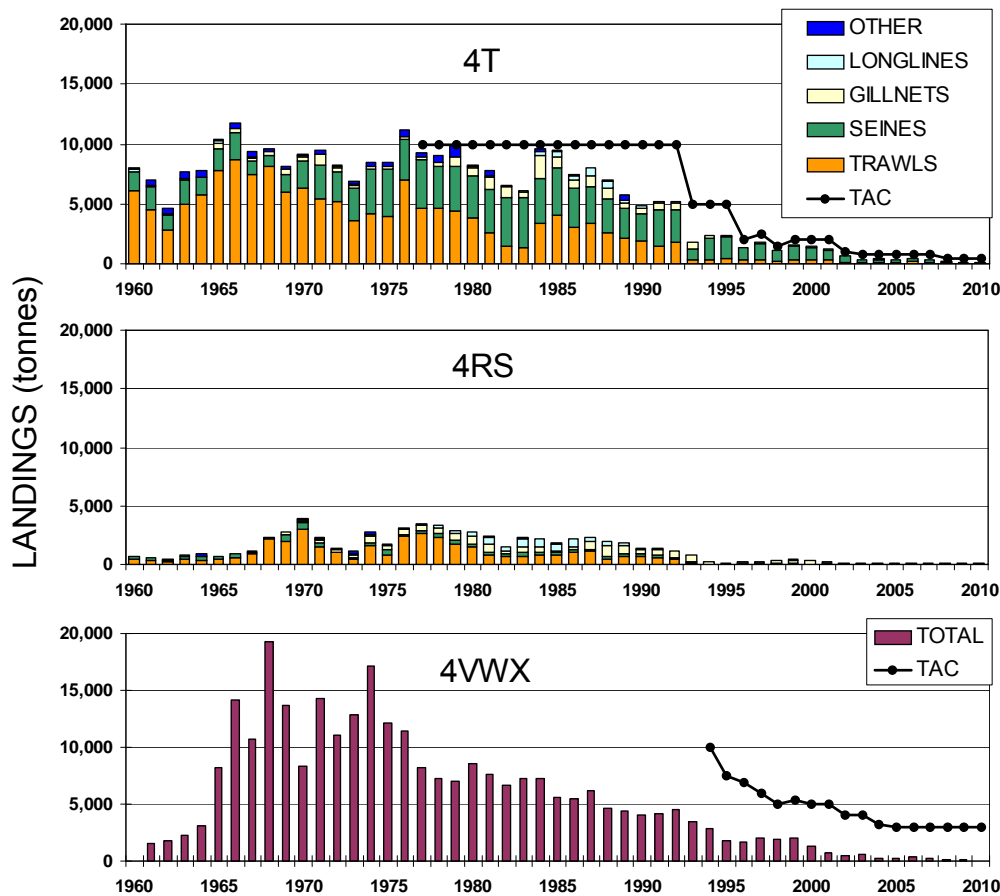 LANDINGS (tonnes)
4T
20,000
15,000
10,000
5,000
0
OTHER
LONGLINES
GILLNETS
SEINES
TRAWLS
TAC
1960 1965 1970 1975 1980 1985 1990 1995 2000 2005 2010
4RS
20,000
15,000
10,000
5,000
0
1960 1965 1970 1975 1980 1985 1990 1995 2000 2005 2010
4VWX
20,000
15,000
10,000
5,000
0
TOTAL
TAC
1960 1965 1970 1975 1980 1985 1990 1995 2000 2005 2010